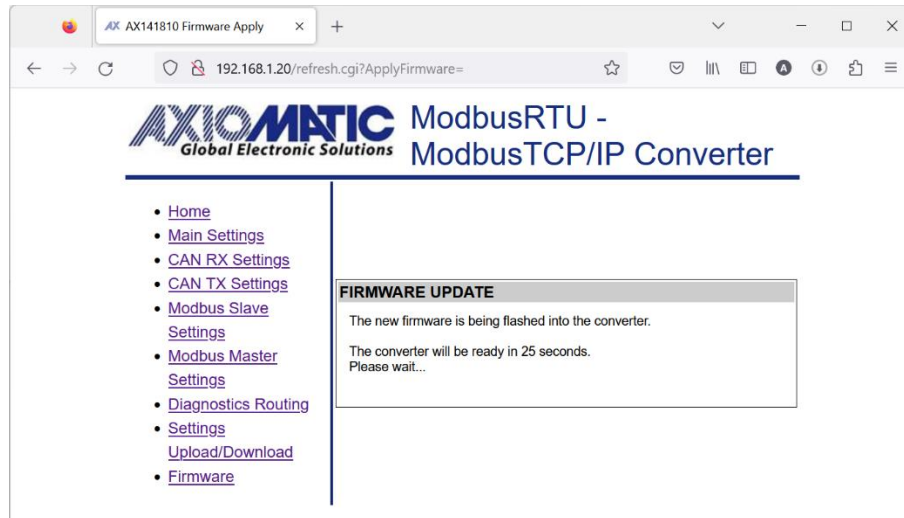 AX AX141810 Firmware Apply
192.168.1.20/refresh.cgi?ApplyFirmware=
A
AXIOMATIC
Global Electronic Solutions
ModbusRTU -
ModbusTCP/IP Converter
• Home
• Main Settings
• CAN RX Settings
• CAN TX Settings
• Modbus Slave
Settings
• Modbus Master
Settings
• Diagnostics Routing
• Settings
Upload/Download
• Firmware
FIRMWARE UPDATE
The new firmware is being flashed into the converter.
The converter will be ready in 25 seconds.
Please wait...